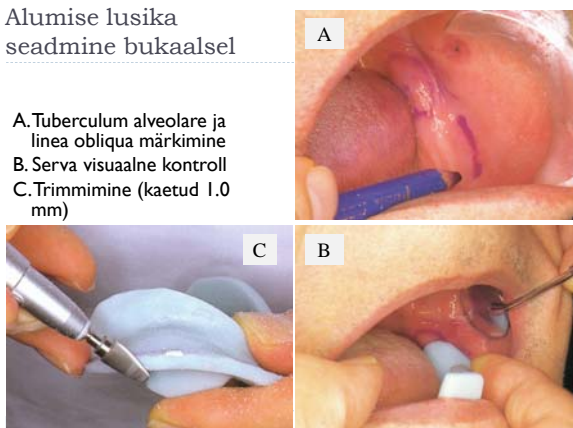 Alumise lusika
seadmine bukaalsel
A. Tuberculum alveolare ja
linea obliqua märkimine
B. Serva visuaalne kontroll
C. Trimmimine (kaetud 1.0
mm)
A
C
B